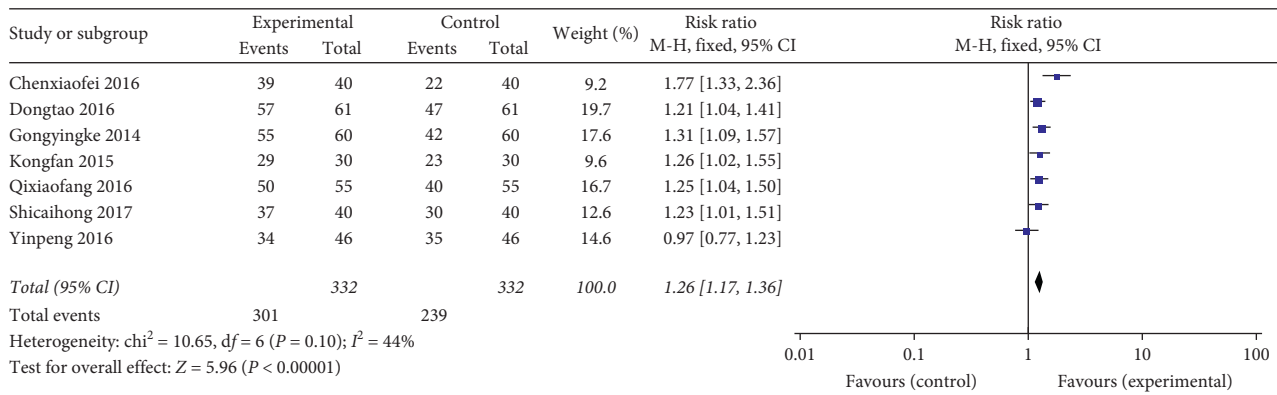 Study or subgroup Experimental Control Weight (%) Risk ratio Risk ratio
Events Total Events Total M-H, fixed, 95% CI M-H, fixed, 95% CI
Chenxiaofei 2016 39 40 22 40 9.2 1.77 [1.33, 2.36]
Dongtao 2016 57 61 47 61 19.7 1.21 [1.04, 1.41]
Gongyingke 2014 55 60 42 60 17.6 1.31 [1.09, 1.57]
Kongfan 2015 29 30 23 30 9.6 1.26 [1.02, 1.55]
Qixiaofang 2016 50 55 40 55 16.7 1.25 [1.04, 1.50]
Shicaihong 2017 37 40 30 40 12.6 1.23 [1.01, 1.51]
Yinpeng 2016 34 46 35 46 14.6 0.97 [0.77, 1.23]
Total (95% CI) 332 332 100.0 1.26 [1.17, 1.36]
Total events 301 239
Heterogeneity: chi² = 10.65, df = 6 (P = 0.10); I² = 44%
Test for overall effect: Z = 5.96 (P < 0.00001)
0.01 0.1 1 10 100
Favours (control) Favours (experimental)